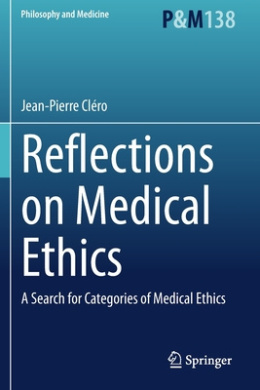 Philosophy and Medicine
P&M138
Jean-Pierre Cléro
Reflections
on Medical
Ethics
A Search for Categories of Medical Ethics
Springer